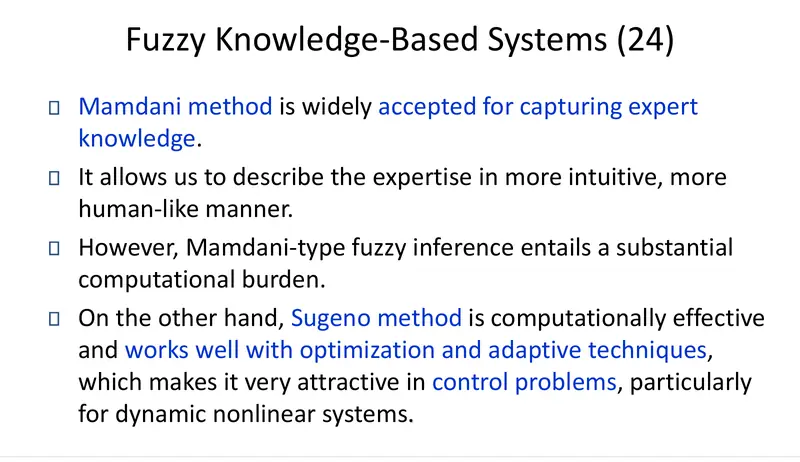 Fuzzy Knowledge-Based Systems (24)
Mamdani method is widely accepted for capturing expert
knowledge.
It allows us to describe the expertise in more intuitive, more
human-like manner.
However, Mamdani-type fuzzy inference entails a substantial
computational burden.
On the other hand, Sugeno method is computationally effective
and works well with optimization and adaptive techniques,
which makes it very attractive in control problems, particularly
for dynamic nonlinear systems.